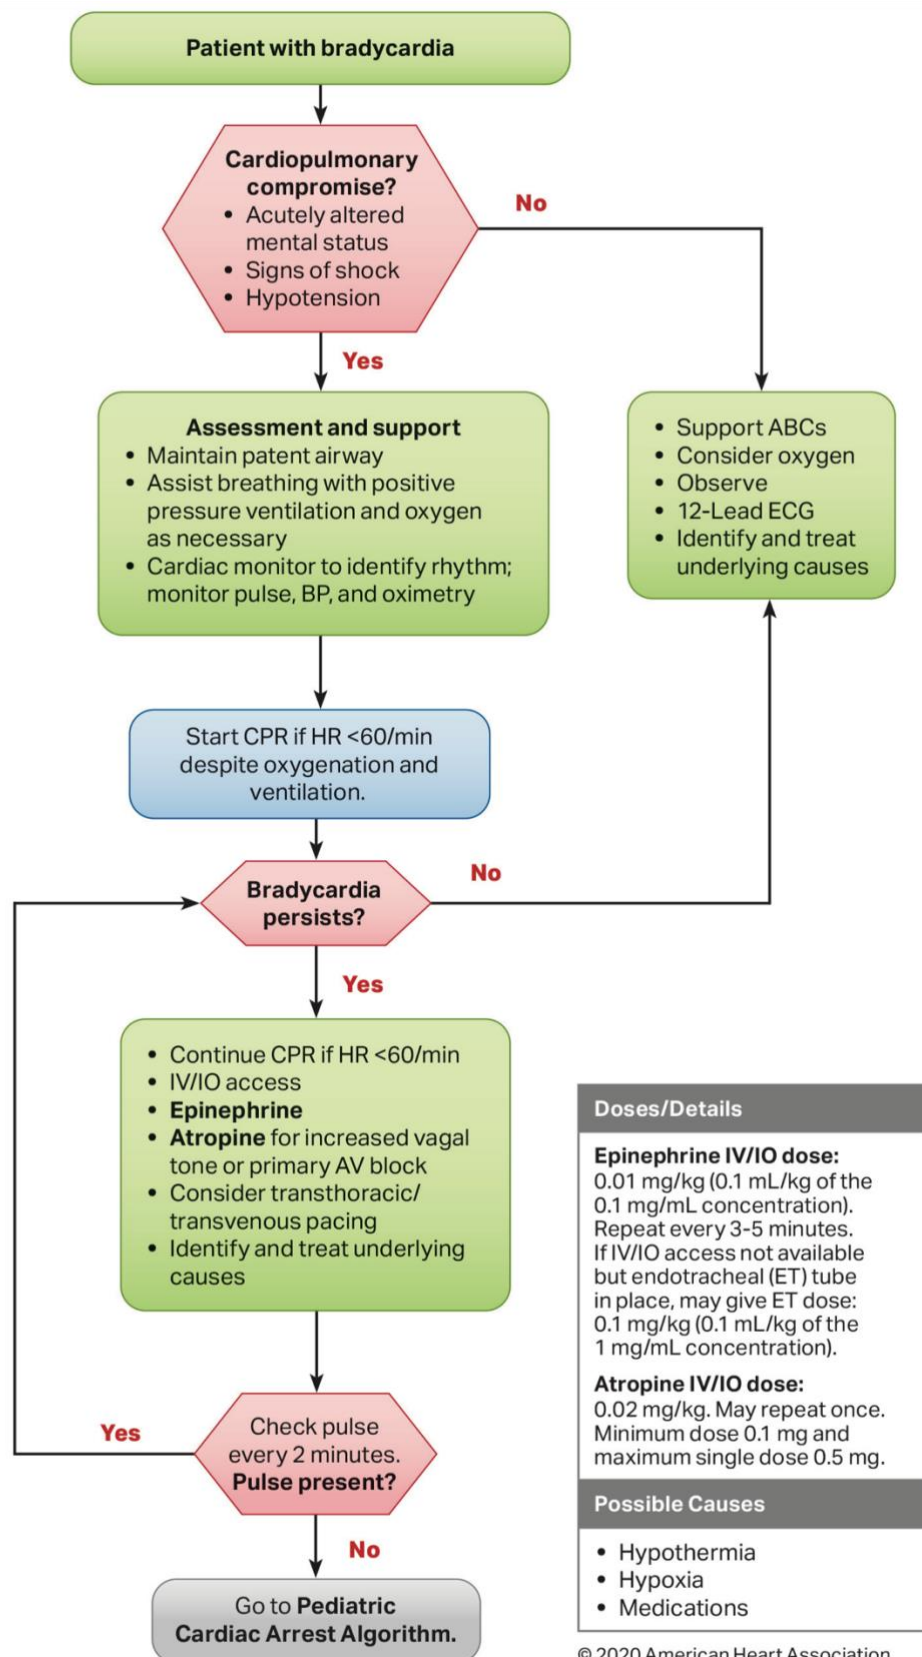 Patient with bradycardia
Cardiopulmonary
compromise?
• Acutely altered
mental status
• Signs of shock
• Hypotension
No
Yes
Assessment and support
• Maintain patent airway
• Assist breathing with positive
pressure ventilation and oxygen
as necessary
• Cardiac monitor to identify rhythm;
monitor pulse, BP, and oximetry
• Support ABCs
• Consider oxygen
• Observe
• 12-Lead ECG
• Identify and treat
underlying causes
Start CPR if HR <60/min
despite oxygenation and
ventilation.
Bradycardia
persists?
No
Yes
• Continue CPR if HR <60/min
• IV/IO access
• Epinephrine
• Atropine for increased vagal
tone or primary AV block
• Consider transthoracic/
transvenous pacing
• Identify and treat underlying
causes
Check pulse
every 2 minutes.
Pulse present?
Yes
No
Go to Pediatric
Cardiac Arrest Algorithm.
Doses/Details
Epinephrine IV/IO dose:
0.01 mg/kg (0.1 mL/kg of the
0.1 mg/mL concentration).
Repeat every 3-5 minutes.
If IV/IO access not available
but endotracheal (ET) tube
in place, may give ET dose:
0.1 mg/kg (0.1 mL/kg of the
1 mg/mL concentration).
Atropine IV/IO dose:
0.02 mg/kg. May repeat once.
Minimum dose 0.1 mg and
maximum single dose 0.5 mg.
Possible Causes
• Hypothermia
• Hypoxia
• Medications
© 2020 American Heart Association